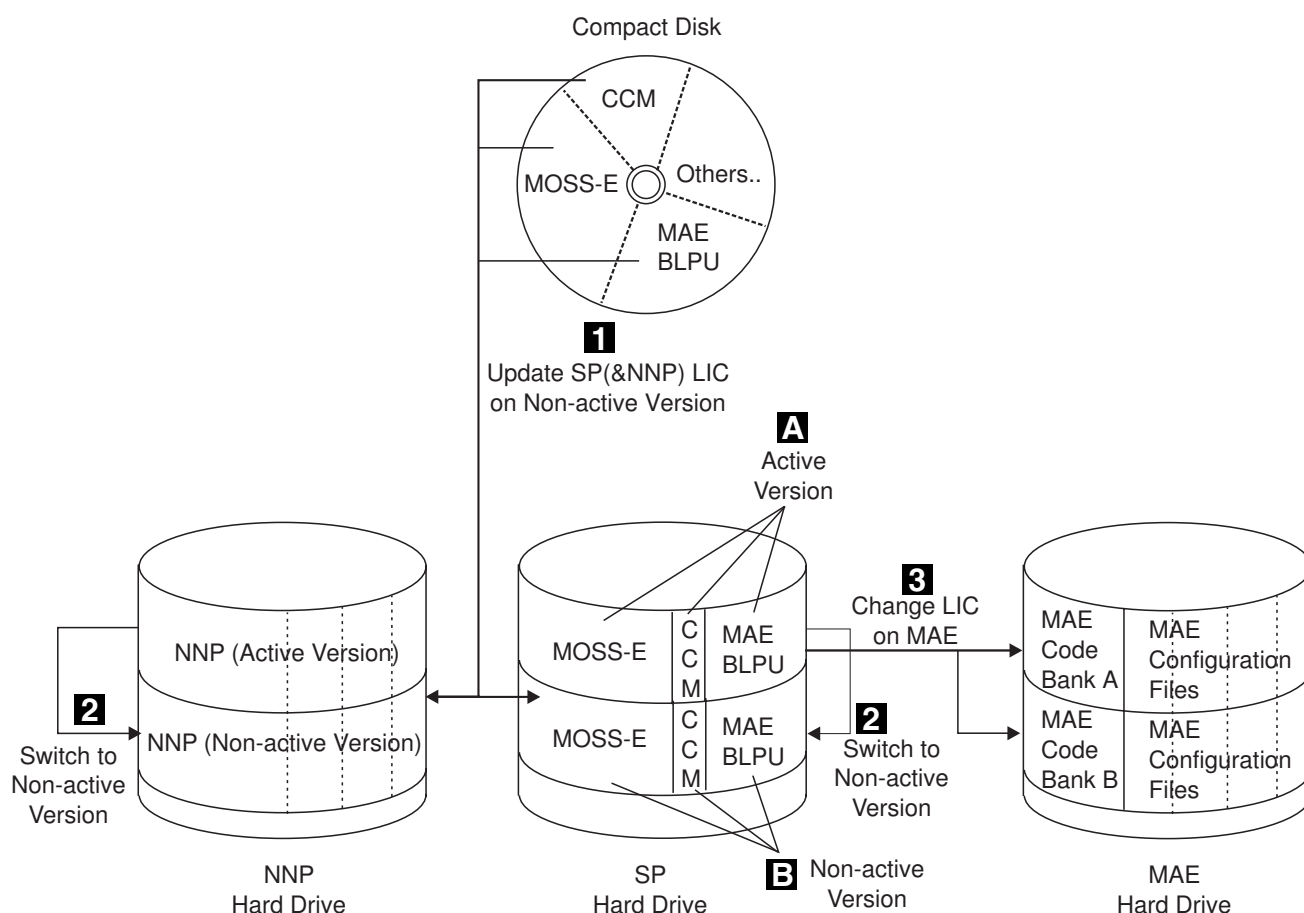 Compact Disk
CCM
MOSS-E
Others..
MAE
BLPU
1
Update SP(&NNP) LIC
on Non-active Version
A
Active
Version
NNP (Active Version)
NNP (Non-active Version)
2
Switch to
Non-active
Version
NNP
Hard Drive
MOSS-E
C
C
M
MAE
BLPU
MOSS-E
C
C
M
MAE
BLPU
3
Change LIC
on MAE
2
Switch to
Non-active
Version
B
Non-active
Version
SP
Hard Drive
MAE
Code
Bank A
MAE
Configuration
Files
MAE
Code
Bank B
MAE
Configuration
Files
MAE
Hard Drive